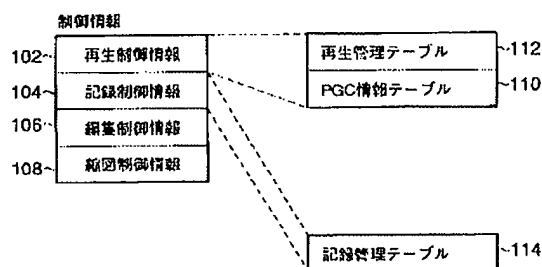 制御情報
102 再生制御情報
104 記録制御情報
106 編集制御情報
108 縮図制御情報
再生管理テーブル 112
PGC情報テーブル 110
記録管理テーブル 114